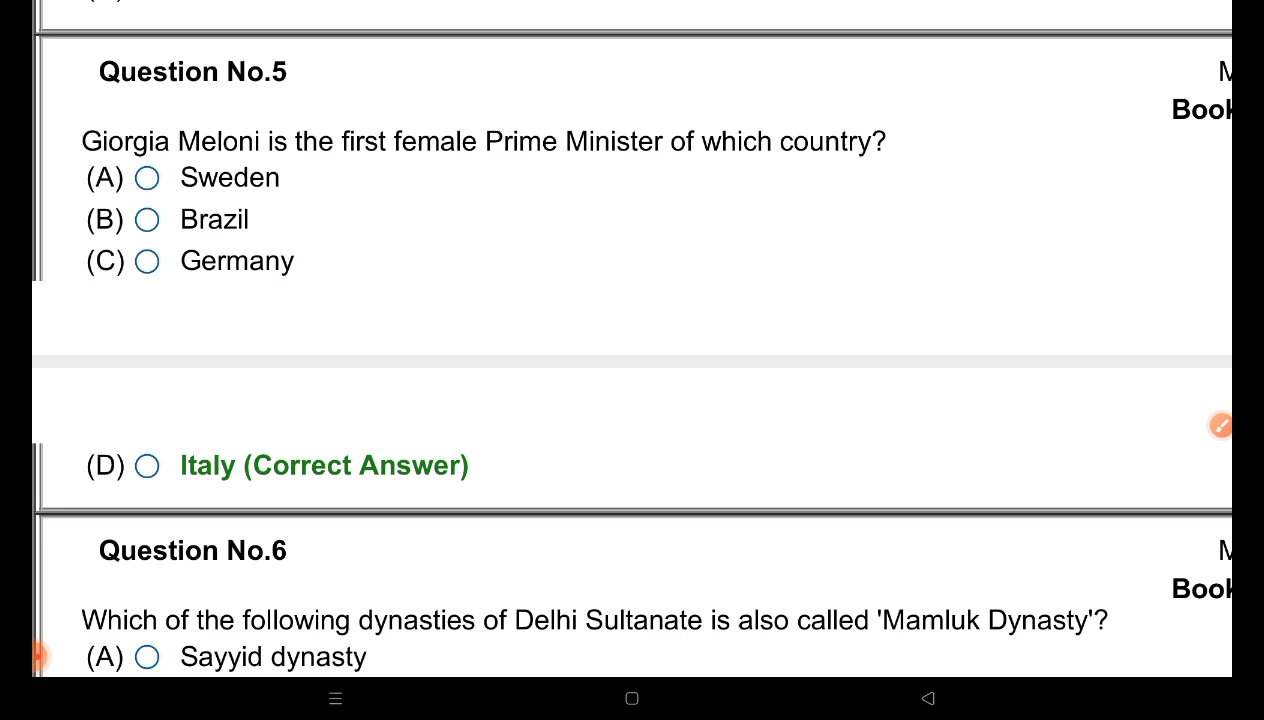 Question No.5
Giorgia Meloni is the first female Prime Minister of which country?
(A) Sweden
(B) Brazil
(C) Germany
(D) Italy (Correct Answer)
Question No.6
Which of the following dynasties of Delhi Sultanate is also called 'Mamluk Dynasty'?
(A) Sayyid dynasty